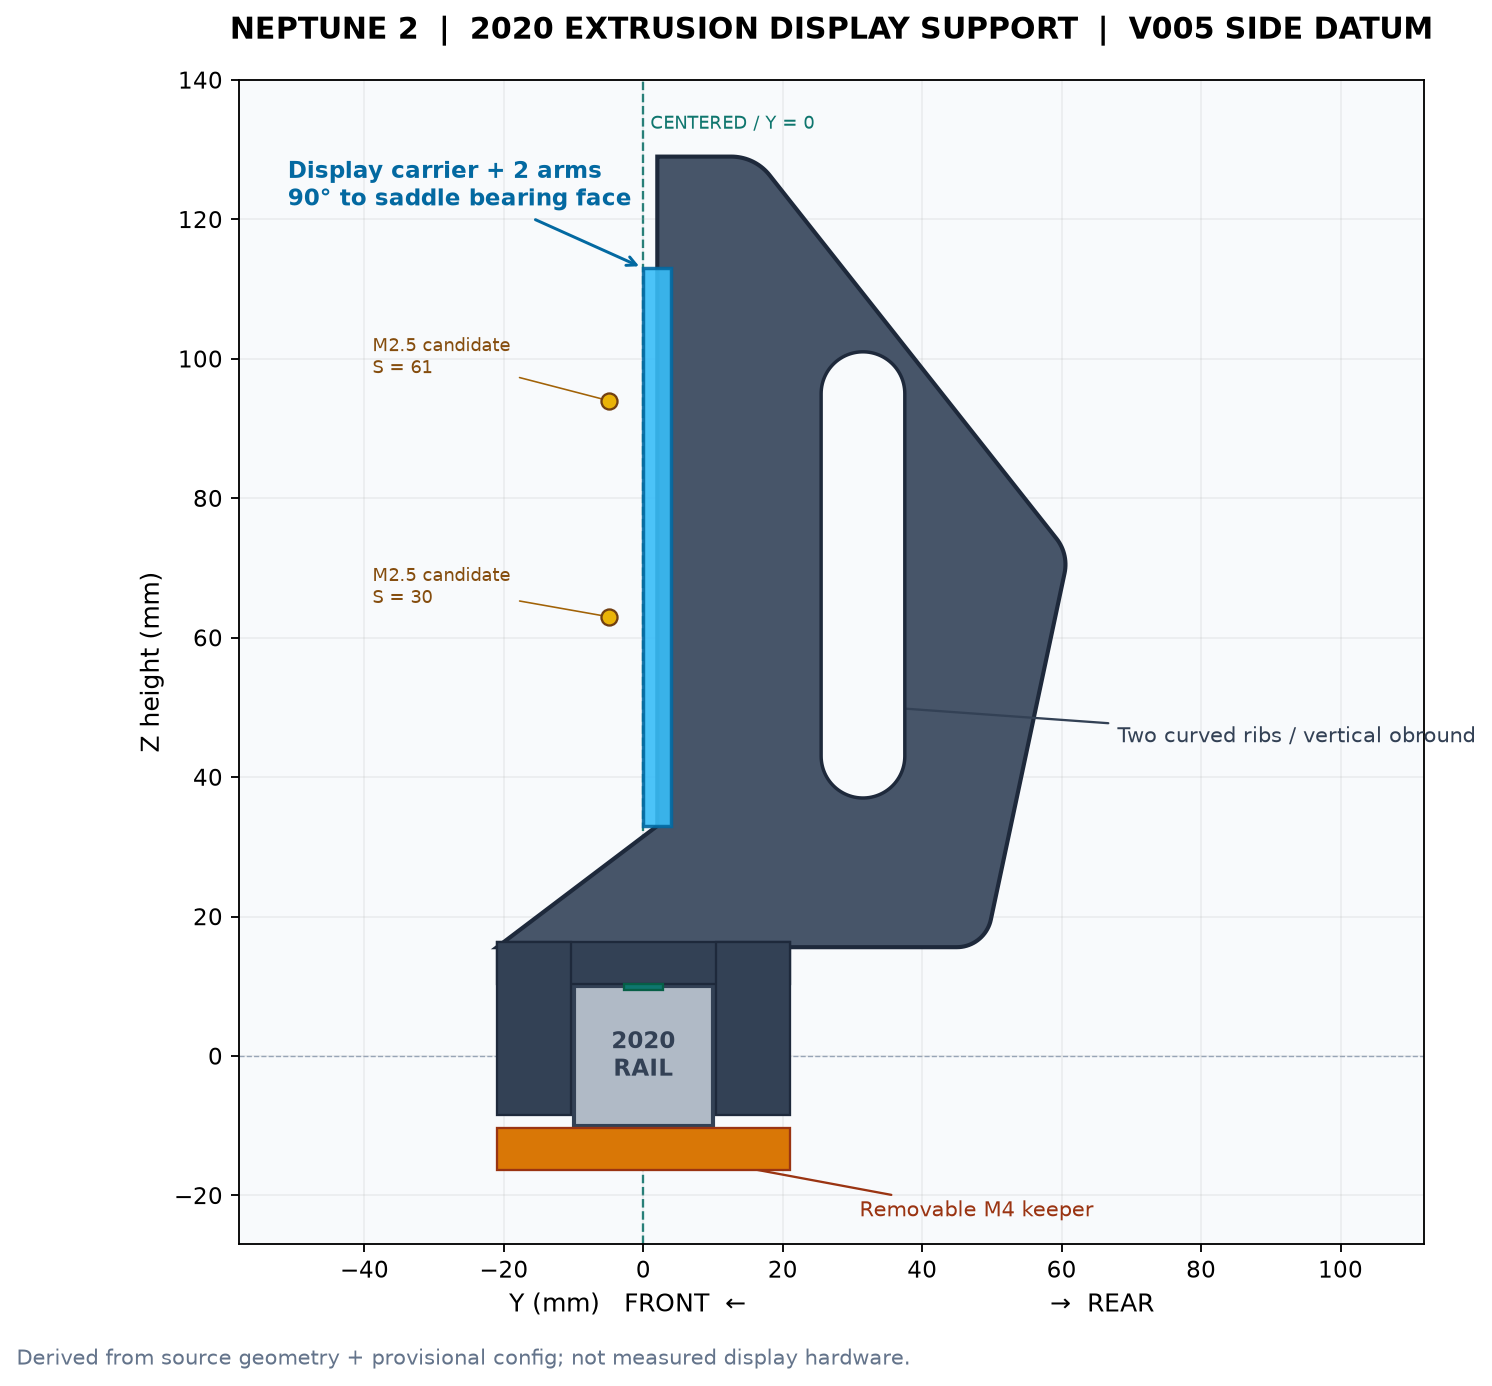 NEPTUNE 2 | 2020 EXTRUSION DISPLAY SUPPORT | V005 SIDE DATUM
140
CENTERED / Y = 0
Display carrier + 2 arms
90° to saddle bearing face
120
M2.5 candidate
S = 61
100
80
M2.5 candidate
S = 30
60
Z height (mm)
Two curved ribs / vertical obround
40
20
2020
RAIL
0
−20
Removable M4 keeper
−40 −20 0 20 40 60 80 100
Y (mm) FRONT ← → REAR
Derived from source geometry + provisional config; not measured display hardware.